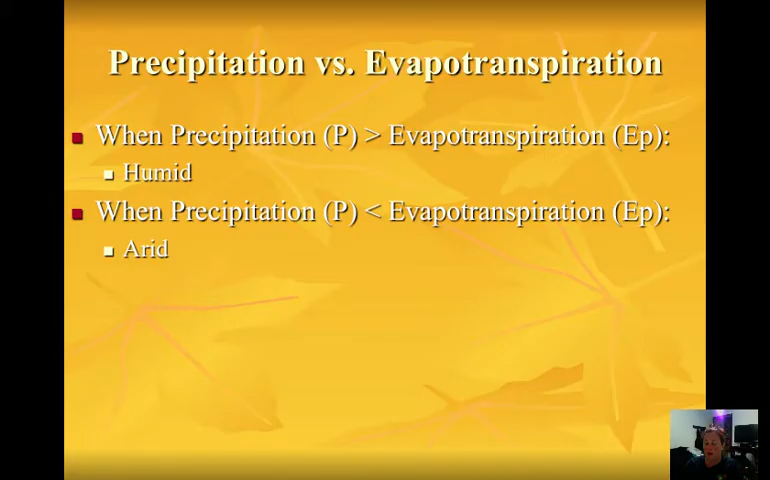 Precipitation vs. Evapotranspiration
When Precipitation (P) > Evapotranspiration (Ep):
Humid
When Precipitation (P) < Evapotranspiration (Ep):
Arid